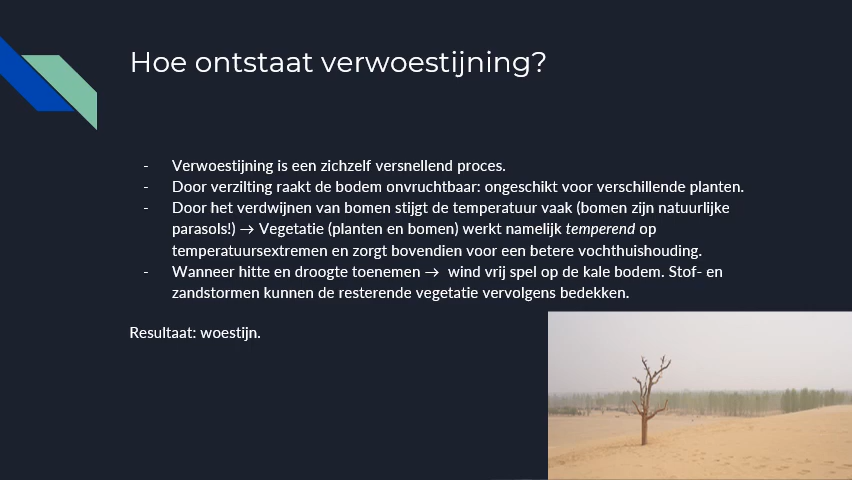 Hoe ontstaat verwoestijning?
- Verwoestijning is een zichzelf versnellend proces.
- Door verzilting raakt de bodem onvruchtbaar: ongeschikt voor verschillende planten.
- Door het verdwijnen van bomen stijgt de temperatuur vaak (bomen zijn natuurlijke
parasols!) → Vegetatie (planten en bomen) werkt namelijk temperend op
temperatuursextremen en zorgt bovendien voor een betere vochthuishouding.
- Wanneer hitte en droogte toenemen → wind vrij spel op de kale bodem. Stof- en
zandstormen kunnen de resterende vegetatie vervolgens bedekken.
Resultaat: woestijn.